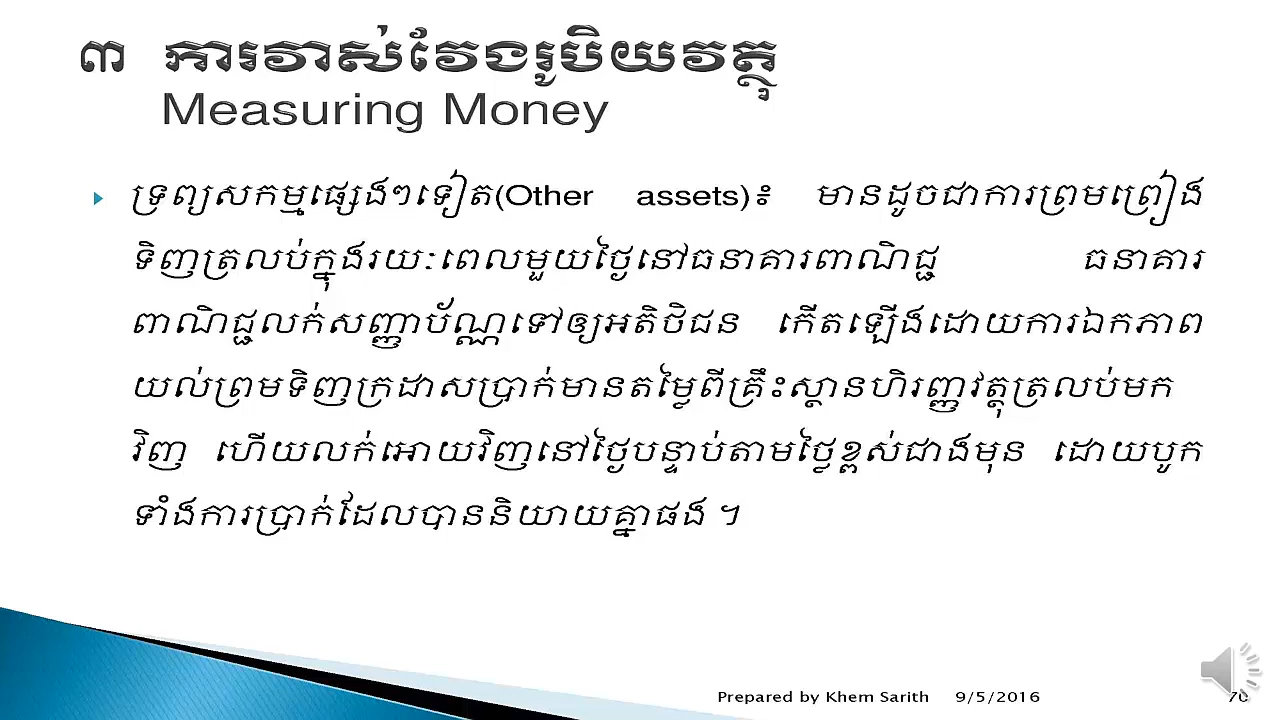 ៣ ការវាស់វែងរូបិយវត្ថុ
Measuring Money
ទ្រព្យសកម្មផ្សេងៗទៀត(Other assets)៖ មានដូចជាការព្រមព្រៀង
ទិញត្រលប់ក្នុងរយៈពេលមួយថ្ងៃនៅធនាគារពាណិជ្ជ ធនាគារ
ពាណិជ្ជលក់សញ្ញាប័ណ្ណទៅឲ្យអតិថិជន កើតឡើងដោយការឯកភាព
យល់ព្រមទិញក្រដាសប្រាក់មានតម្លៃពីគ្រឹះស្ថានហិរញ្ញវត្ថុត្រលប់មក
វិញ ហើយលក់អោយវិញនៅថ្ងៃបន្ទាប់តាមថ្លៃខ្ពស់ជាងមុន ដោយបូក
ទាំងការប្រាក់ដែលបាននិយាយគ្នាផង ។
Prepared by Khem Sarith 9/5/2016 70